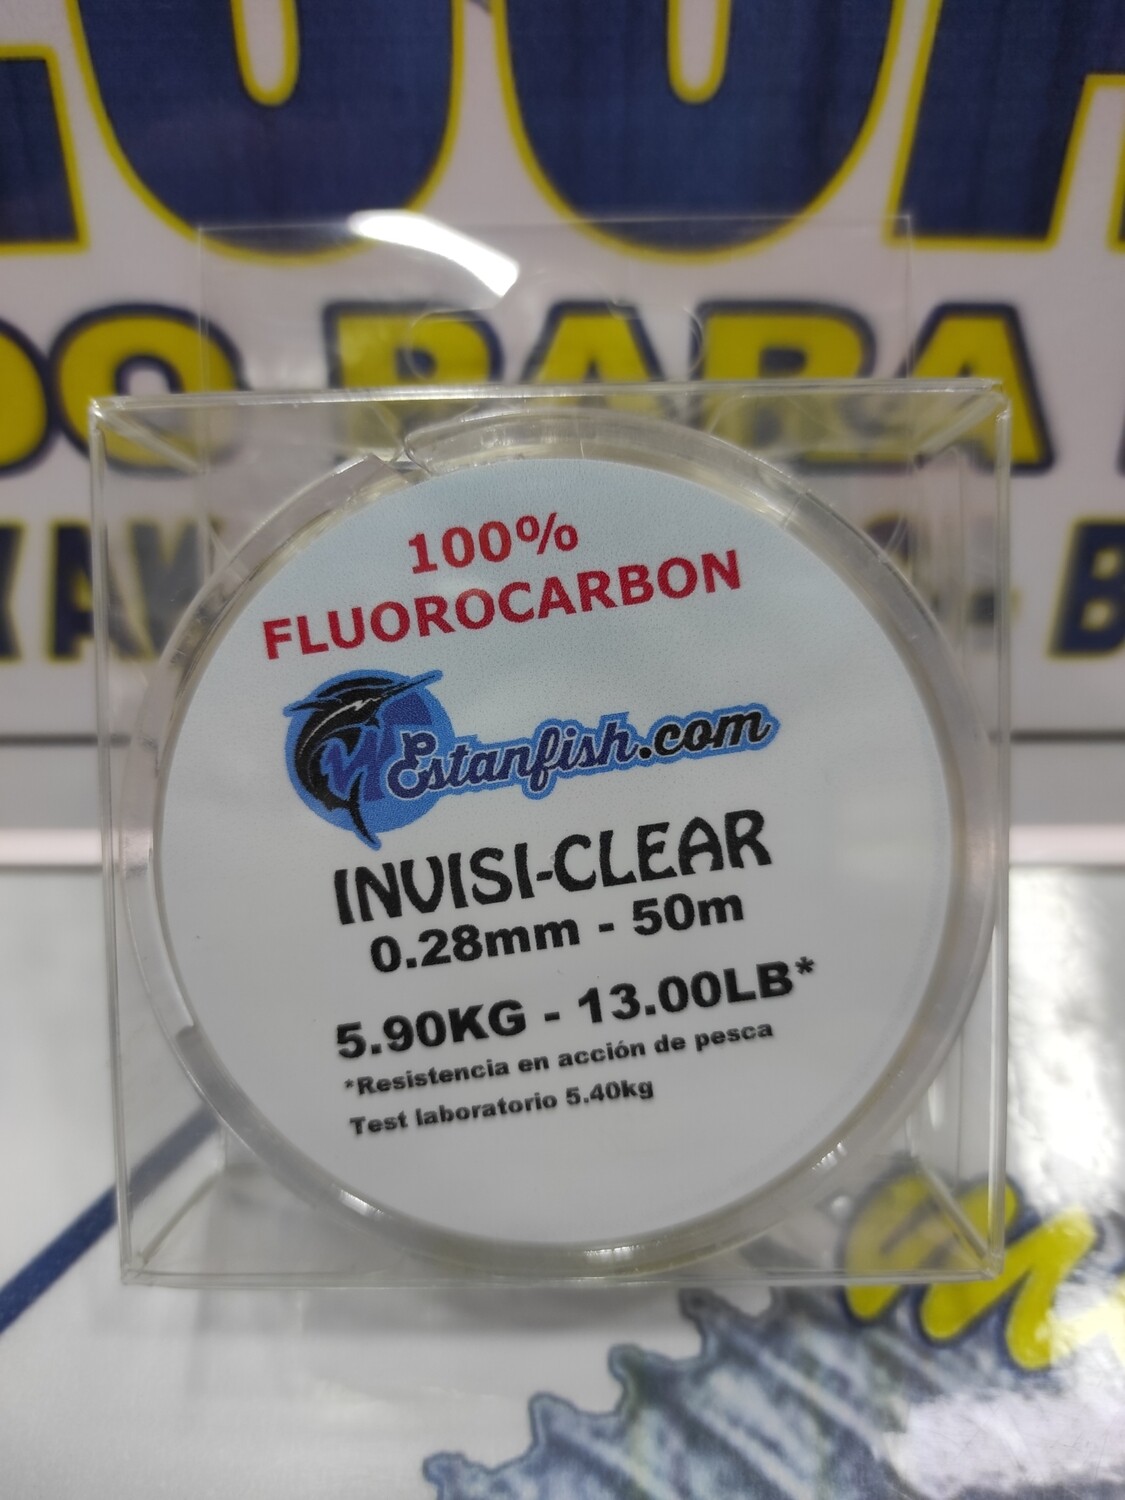 PARA
100%
FLUOROCARBON
Estanfish.com
INVISI-CLEAR
0.28mm - 50m
5.90KG - 13.00LB*
*Resistencia en acción de pesca
Test laboratorio 5.40kg